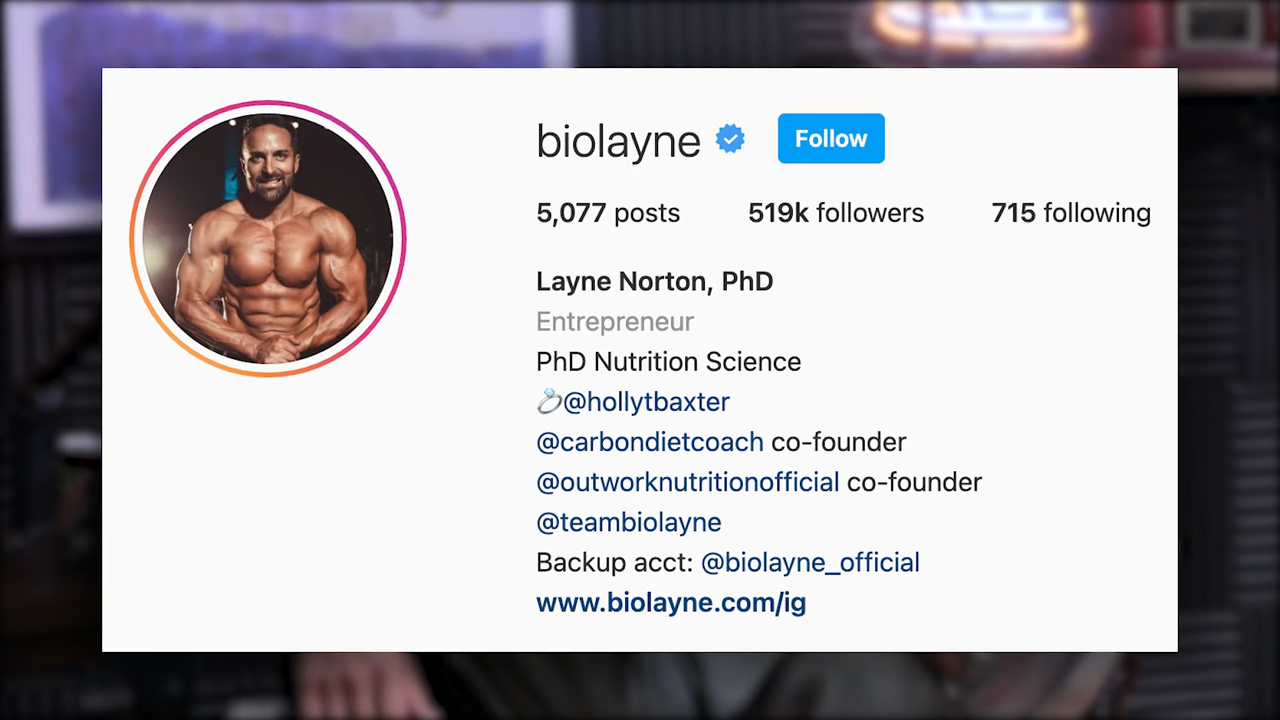 biolayne Follow
5,077 posts 519k followers 715 following
Layne Norton, PhD
Entrepreneur
PhD Nutrition Science
💍@hollytbaxter
@carbondietcoach co-founder
@outworknutritionofficial co-founder
@teambiolayne
Backup acct: @biolayne_official
www.biolayne.com/ig